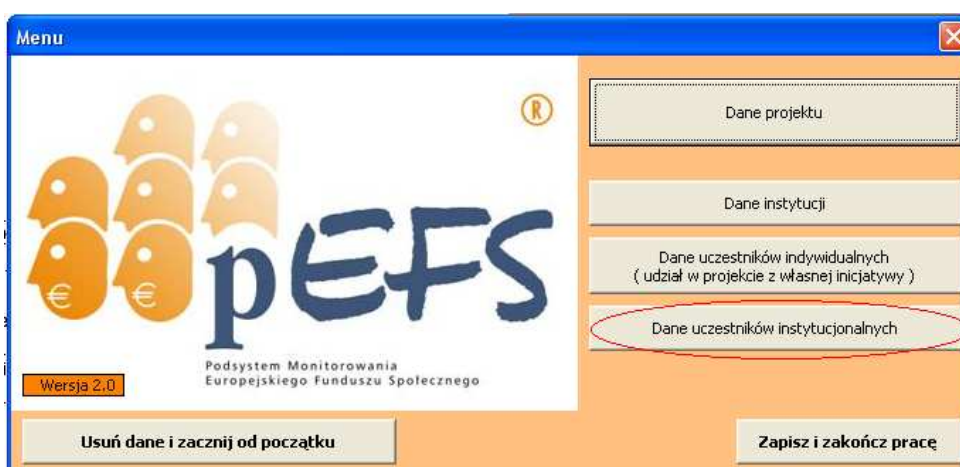 Menu
®
pEFS
Podsystem Monitorowania
Europejskiego Funduszu Społecznego
Wersja 2.0
Dane projektu
Dane instytucji
Dane uczestników indywidualnych
( udział w projekcie z własnej inicjatywy )
Dane uczestników instytucjonalnych
Usuń dane i zacznij od początku
Zapisz i zakończ pracę